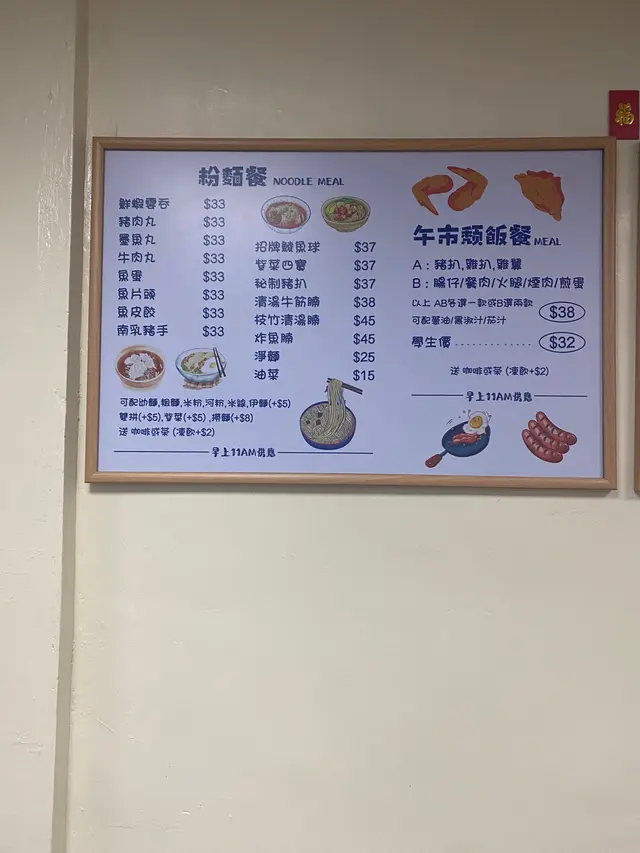 粉麵餐 NOODLE MEAL
鮮蝦雲吞 $33
豬肉丸 $33
墨魚丸 $33
牛肉丸 $33
魚蛋 $33
魚片頭 $33
魚皮餃 $33
南乳豬手 $33
招牌鯪魚球 $37
紫菜四寶 $37
秘制豬扒 $37
清湯牛筋腩 $38
枝竹清湯腩 $45
炸魚腩 $45
淨麵 $25
油菜 $15
可配幼麵,粗麵,米粉,河粉,米線,伊麵(+$5)
雙拼(+$5),紫菜(+$5),撈麵(+$8)
送 咖啡或茶 (凍飲+$2)
早上11AM供應
午市頹飯餐 MEAL
A:豬扒,雞扒,雞翼
B:腸仔/餐肉/火腿/煙肉/煎蛋
以上 AB各選一款或B選兩款
可配薑油/黑椒汁/茄汁
$38
學生價 ............. $32
送 咖啡或茶 (凍飲+$2)
早上11AM供應
福